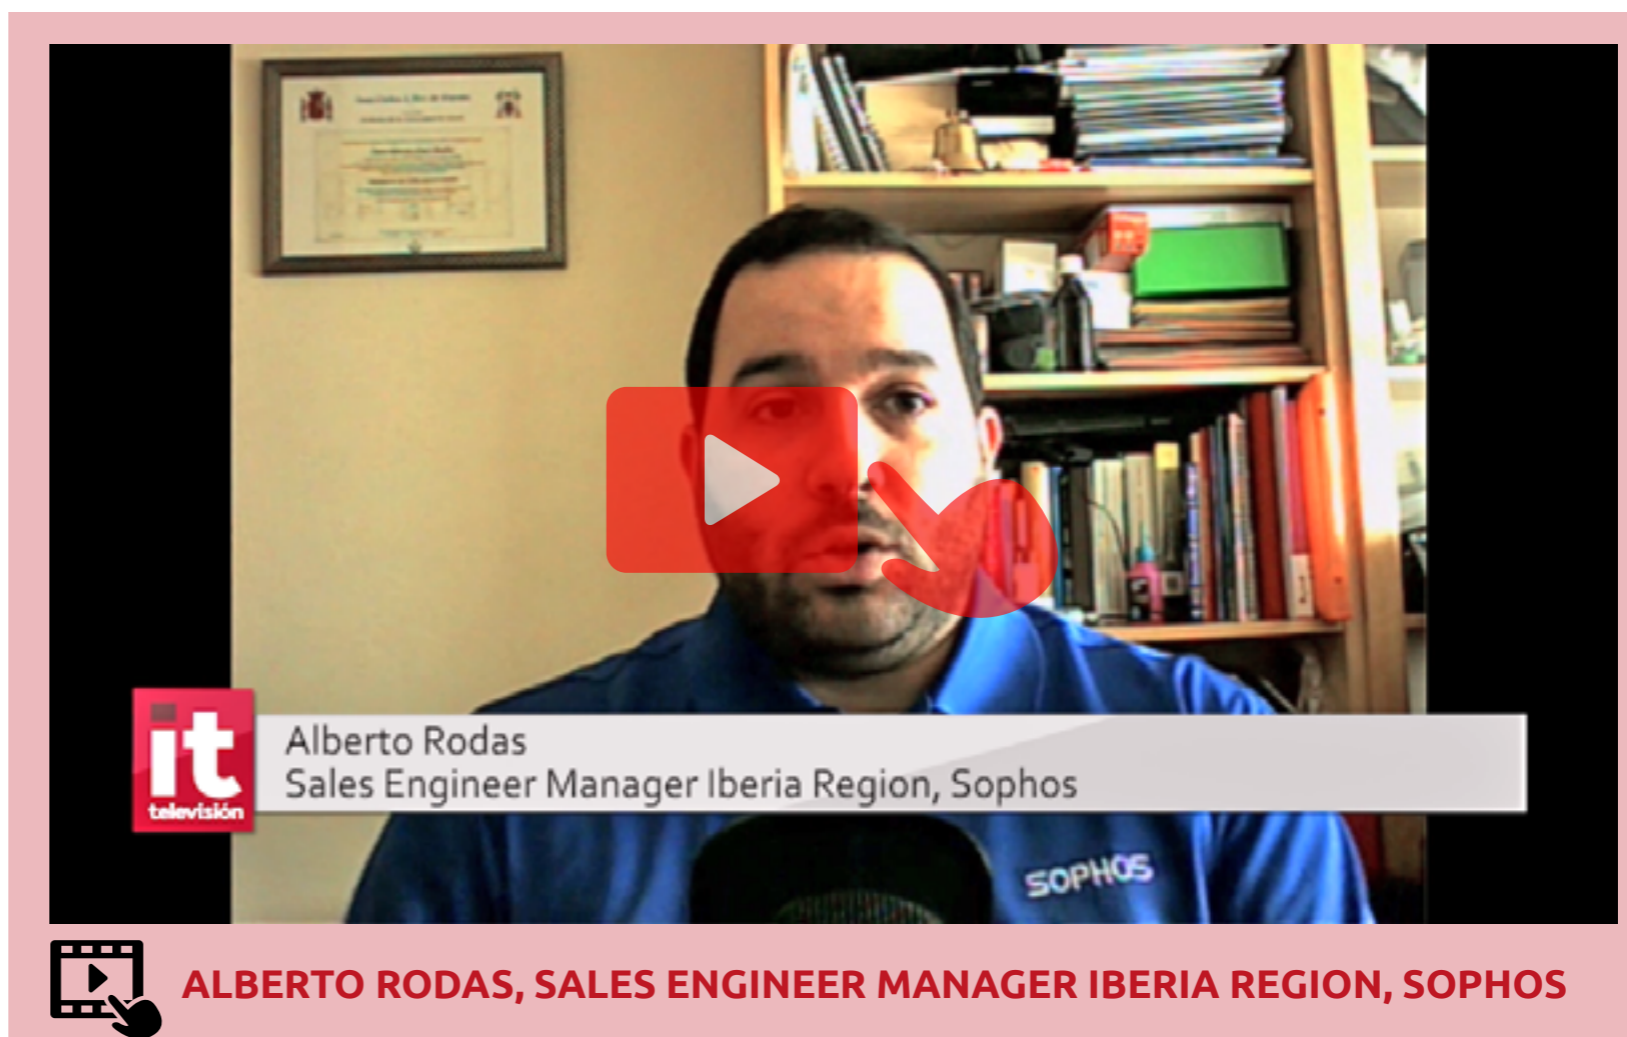 it
televisión
Alberto Rodas
Sales Engineer Manager Iberia Region, Sophos
SOPHOS
ALBERTO RODAS, SALES ENGINEER MANAGER IBERIA REGION, SOPHOS